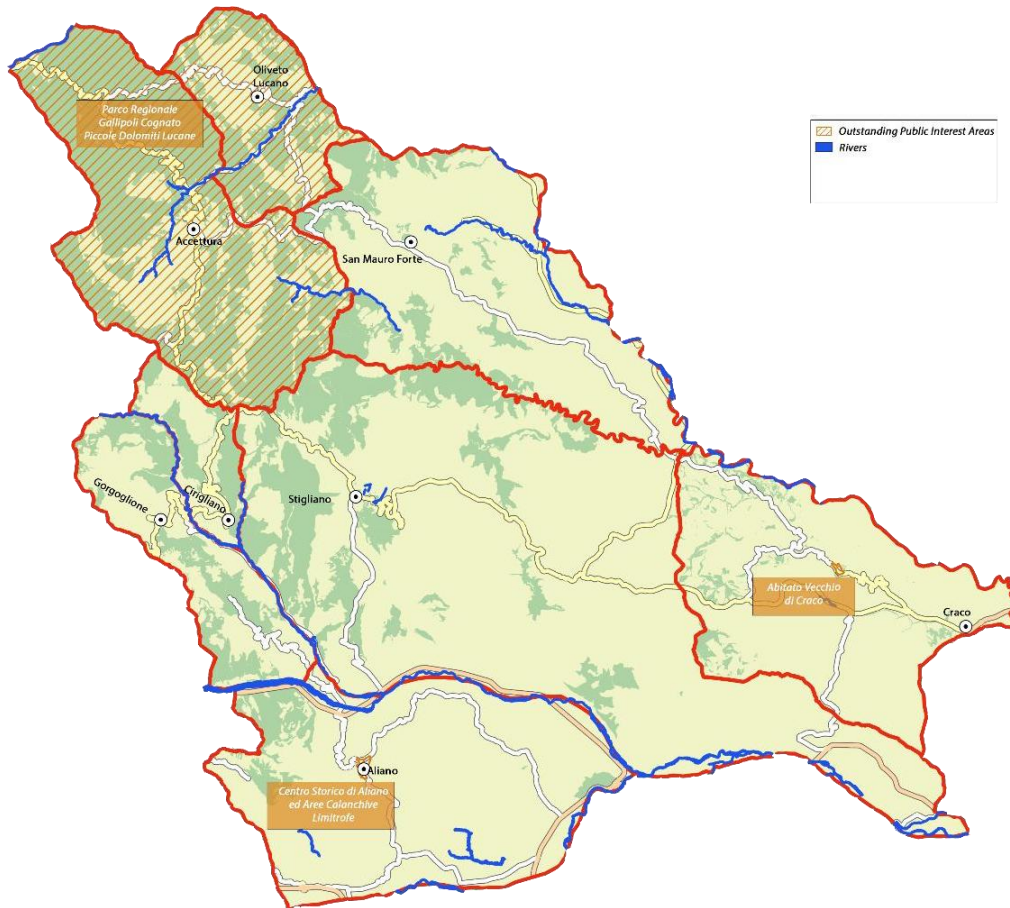 Oliveto
Lucano
Parco Regionale
Gallipoli Cognato
Piccole Dolomiti Lucane
Outstanding Public Interest Areas
Rivers
Accettura
San Mauro Forte
Gorgoglione
Cirigliano
Stigliano
Abitato Vecchio
di Craco
Craco
Aliano
Centro Storico di Aliano
ed Aree Calanchive
Limitrofe